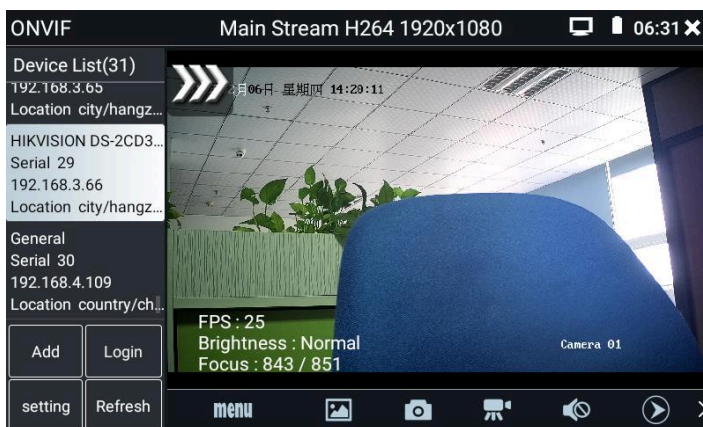 ONVIF
Main Stream H264 1920x1080
06:31
Device List(31)
192.168.3.65
Location city/hangz...
HIKVISION DS-2CD3...
Serial 29
192.168.3.66
Location city/hangz...
General
Serial 30
192.168.4.109
Location country/ch...
Add
Login
setting
Refresh
月06日 星期四 14:20:11
FPS : 25
Brightness : Normal
Focus : 843 / 851
Camera 01
menu